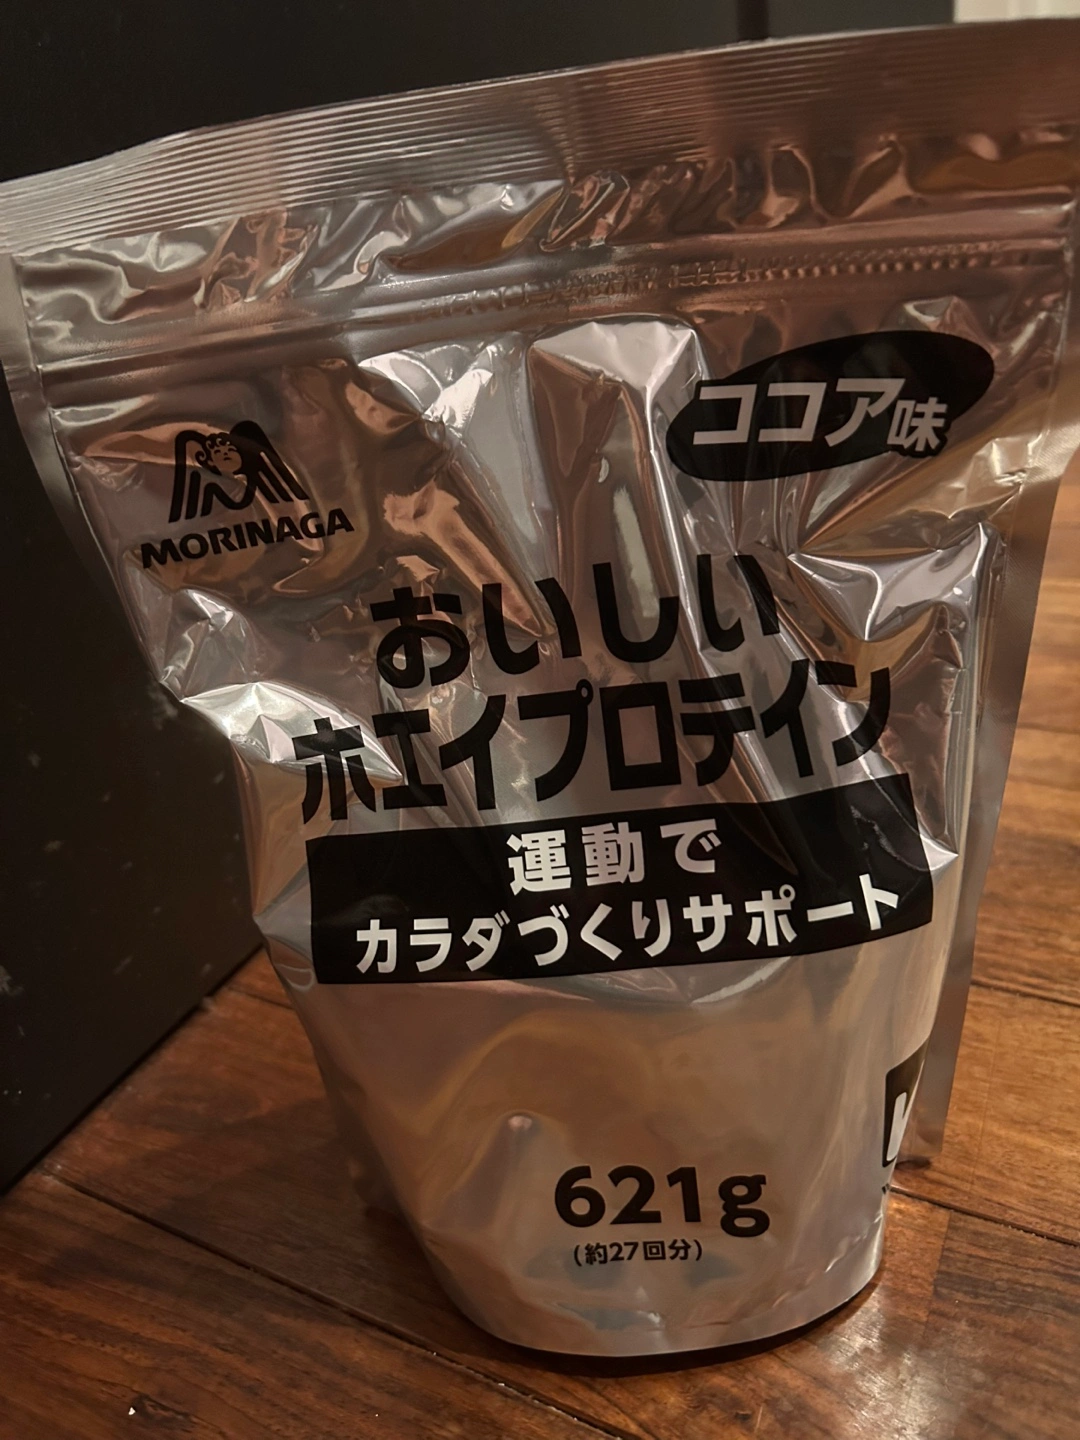 MORINAGA
ココア味
おいしい
ホエイプロテイン
運動で
カラダづくりサポート
621g
(約27回分)